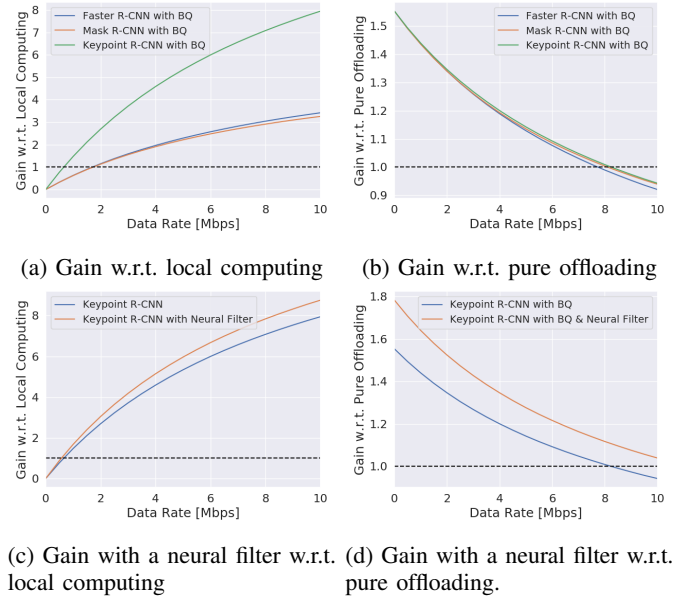 Faster R-CNN with BQ
Mask R-CNN with BQ
Keypoint R-CNN with BQ
Gain w.r.t. Local Computing
8
7
6
5
4
3
2
1
0
0 2 4 6 8 10
Data Rate [Mbps]
(a) Gain w.r.t. local computing
Faster R-CNN with BQ
Mask R-CNN with BQ
Keypoint R-CNN with BQ
Gain w.r.t. Pure Offloading
1.5
1.4
1.3
1.2
1.1
1.0
0.9
0 2 4 6 8 10
Data Rate [Mbps]
(b) Gain w.r.t. pure offloading
Keypoint R-CNN
Keypoint R-CNN with Neural Filter
Gain w.r.t. Local Computing
8
6
4
2
0
0 2 4 6 8 10
Data Rate [Mbps]
(c) Gain with a neural filter w.r.t.
local computing
Keypoint R-CNN with BQ
Keypoint R-CNN with BQ & Neural Filter
Gain w.r.t. Pure Offloading
1.8
1.6
1.4
1.2
1.0
0 2 4 6 8 10
Data Rate [Mbps]
(d) Gain with a neural filter w.r.t.
pure offloading.